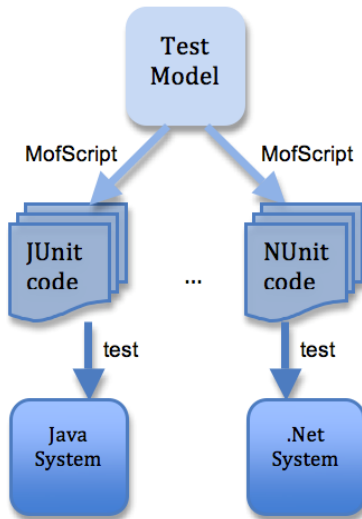 Test
Model
MofScript MofScript
JUnit
code
...
NUnit
code
test test
Java
System
.Net
System